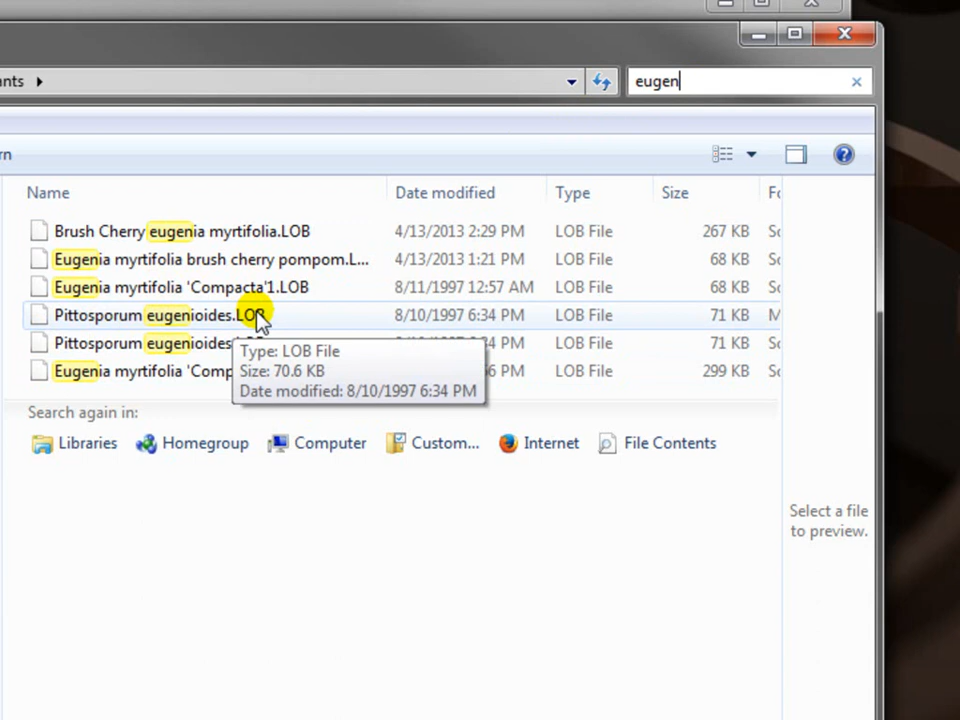 nts
eugen
rn
Name Date modified Type Size
Brush Cherry eugenia myrtifolia.LOB 4/13/2013 2:29 PM LOB File 267 KB
Eugenia myrtifolia brush cherry pompom.L... 4/13/2013 1:21 PM LOB File 68 KB
Eugenia myrtifolia 'Compacta'1.LOB 8/11/1997 12:57 AM LOB File 68 KB
Pittosporum eugenioides.LOB 8/10/1997 6:34 PM LOB File 71 KB
Pittosporum eugenioides PM LOB File 71 KB
Eugenia myrtifolia 'Comp PM LOB File 299 KB
Type: LOB File
Size: 70.6 KB
Date modified: 8/10/1997 6:34 PM
Search again in:
Libraries Homegroup Computer Custom... Internet File Contents
Select a file
to preview.